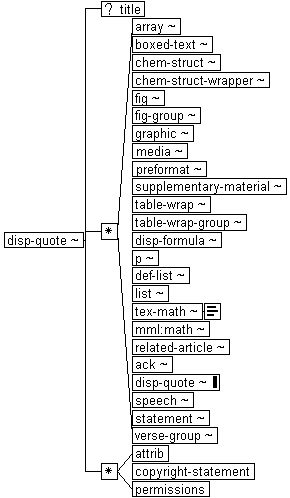 ? title
array ~
boxed-text ~
chem-struct ~
chem-struct-wrapper ~
fig ~
fig-group ~
graphic ~
media ~
preformat ~
supplementary-material ~
table-wrap ~
table-wrap-group ~
disp-quote ~ * disp-formula ~
p ~
def-list ~
list ~
tex-math ~
mml:math ~
related-article ~
ack ~
disp-quote ~
speech ~
statement ~
verse-group ~
attrib
* copyright-statement
permissions